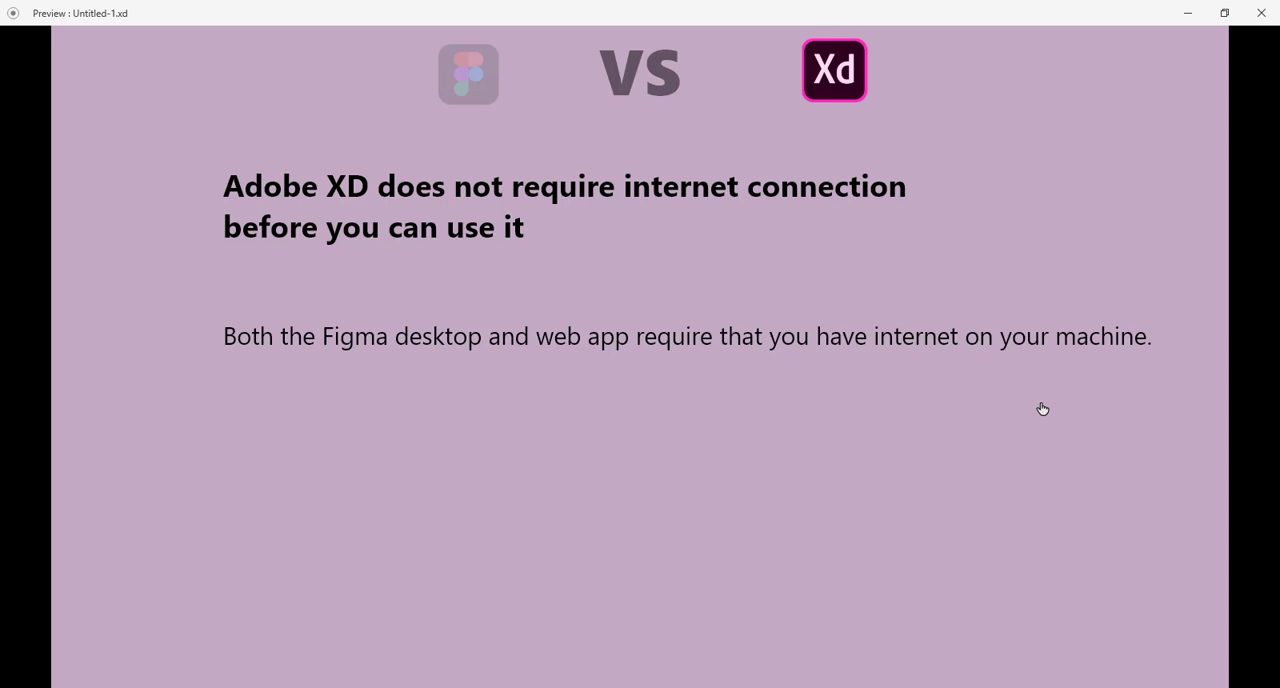 Preview : Untitled-1.xd
VS
Xd
Adobe XD does not require internet connection
before you can use it
Both the Figma desktop and web app require that you have internet on your machine.